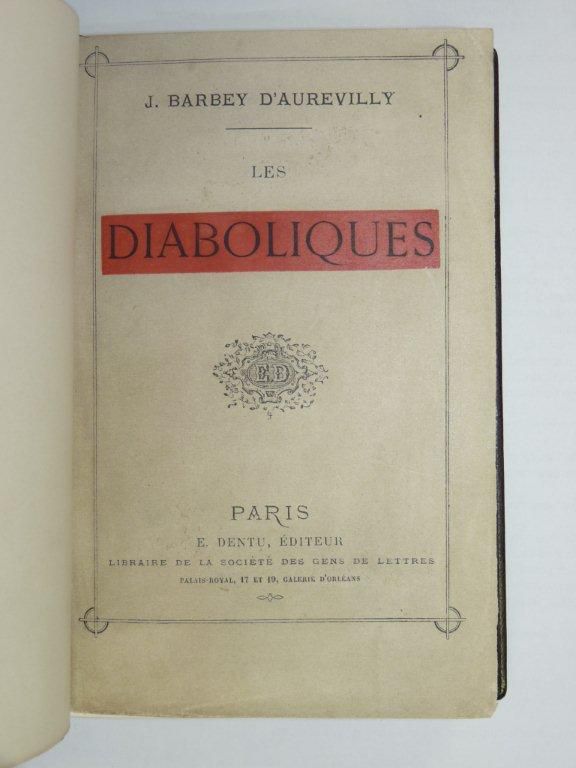 J. BARBEY D'AUREVILLY
LES
DIABOLIQUES
E D
PARIS
E. DENTU, ÉDITEUR
LIBRAIRE DE LA SOCIÉTÉ DES GENS DE LETTRES
PALAIS-ROYAL, 17 ET 19, GALERIE D'ORLÉANS